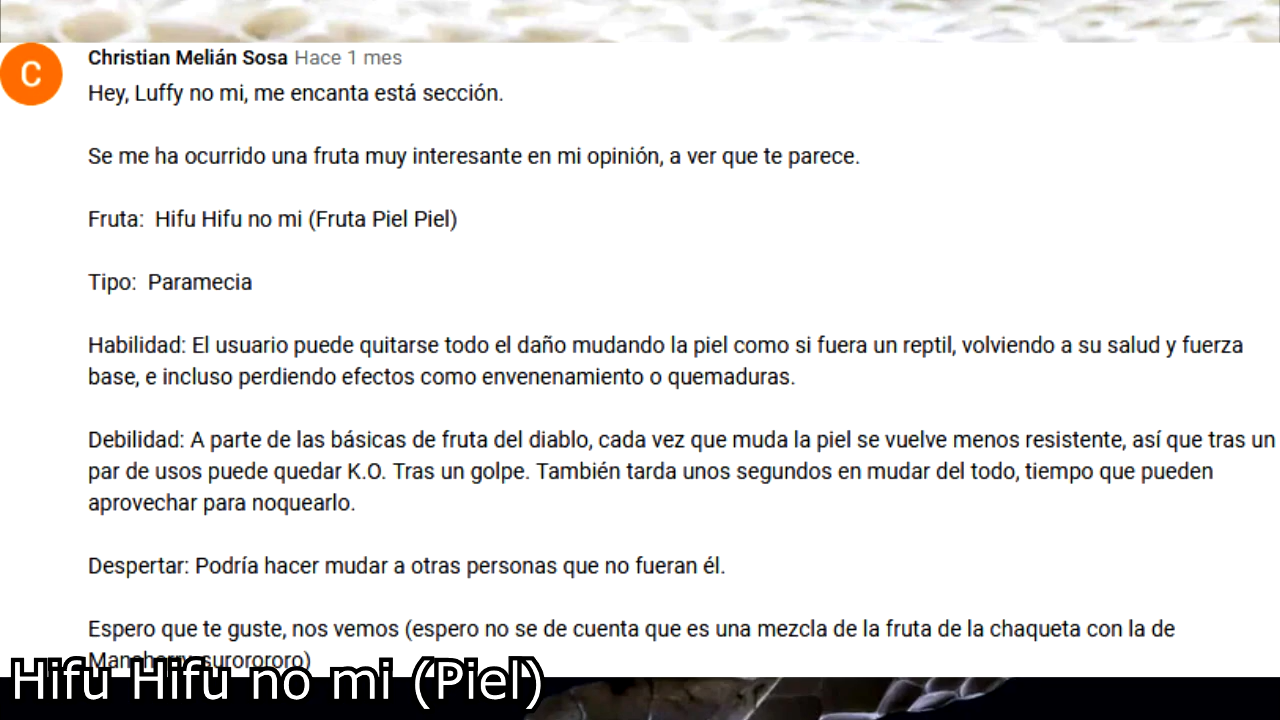 C
Christian Melián Sosa Hace 1 mes
Hey, Luffy no mi, me encanta está sección.
Se me ha ocurrido una fruta muy interesante en mi opinión, a ver que te parece.
Fruta: Hifu Hifu no mi (Fruta Piel Piel)
Tipo: Paramecia
Habilidad: El usuario puede quitarse todo el daño mudando la piel como si fuera un reptil, volviendo a su salud y fuerza
base, e incluso perdiendo efectos como envenenamiento o quemaduras.
Debilidad: A parte de las básicas de fruta del diablo, cada vez que muda la piel se vuelve menos resistente, así que tras un
par de usos puede quedar K.O. Tras un golpe. También tarda unos segundos en mudar del todo, tiempo que pueden
aprovechar para noquearlo.
Despertar: Podría hacer mudar a otras personas que no fueran él.
Espero que te guste, nos vemos (espero no se de cuenta que es una mezcla de la fruta de la chaqueta con la de
Mansherry, surorororo)
Hifu Hifu no mi (Piel)